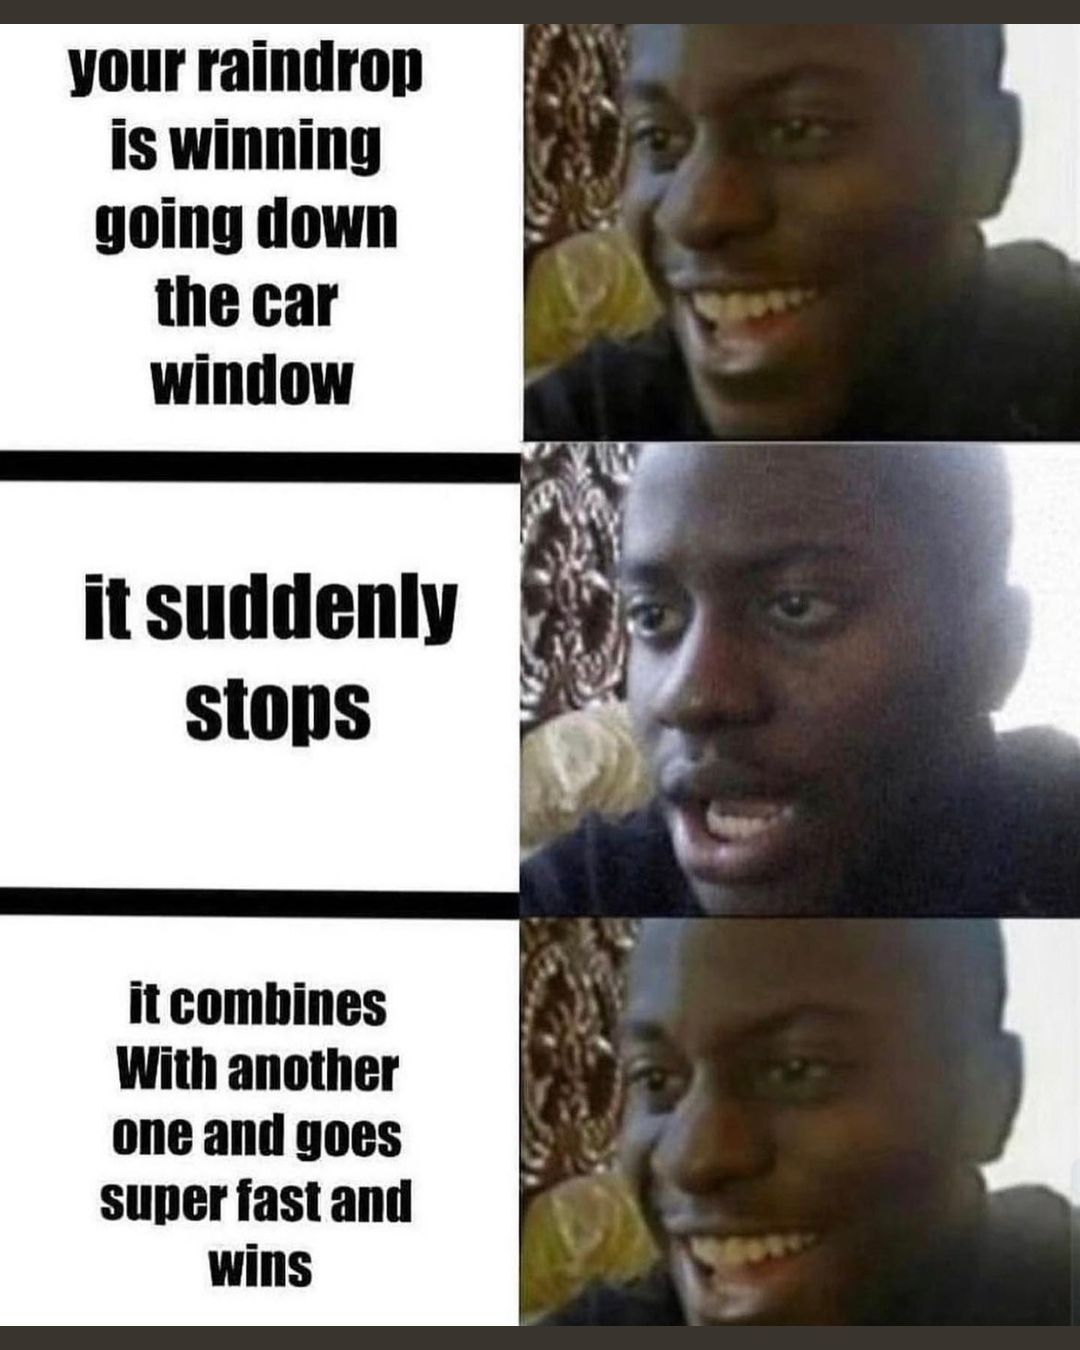 your raindrop
is winning
going down
the car
window
it suddenly
stops
it combines
With another
one and goes
super fast and
wins